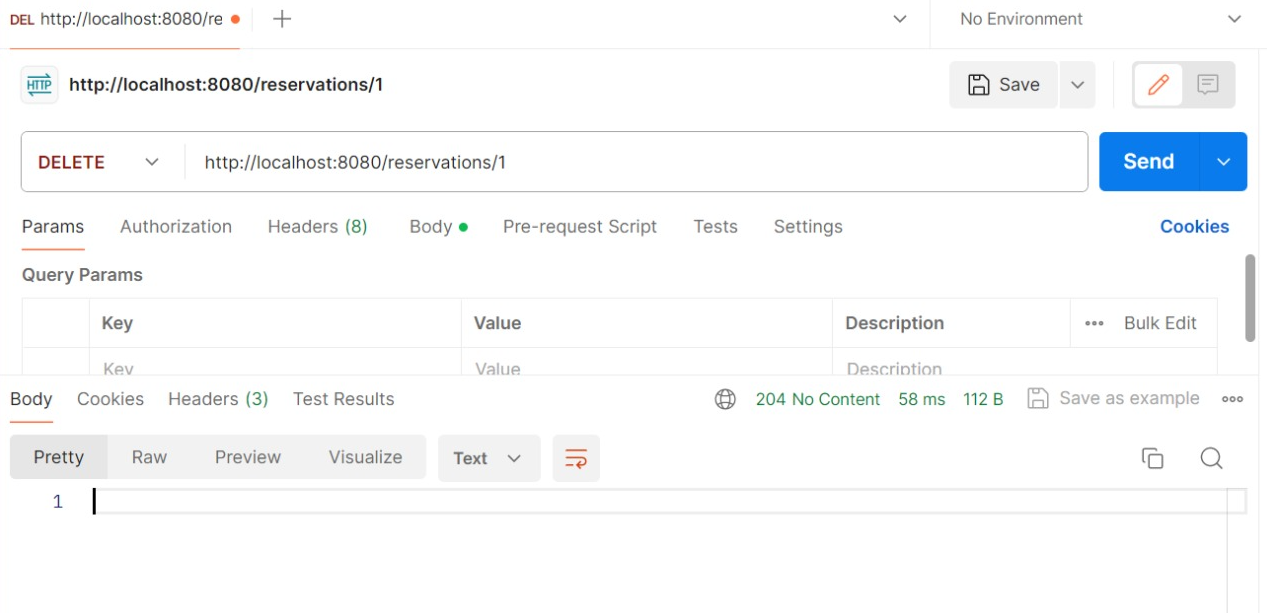 DEL http://localhost:8080/re
No Environment
HTTP http://localhost:8080/reservations/1
Save
DELETE http://localhost:8080/reservations/1
Send
Params Authorization Headers (8) Body Pre-request Script Tests Settings Cookies
Query Params
Key Value Description ••• Bulk Edit
Key Value Description
Body Cookies Headers (3) Test Results 204 No Content 58 ms 112 B Save as example
Pretty Raw Preview Visualize Text
1